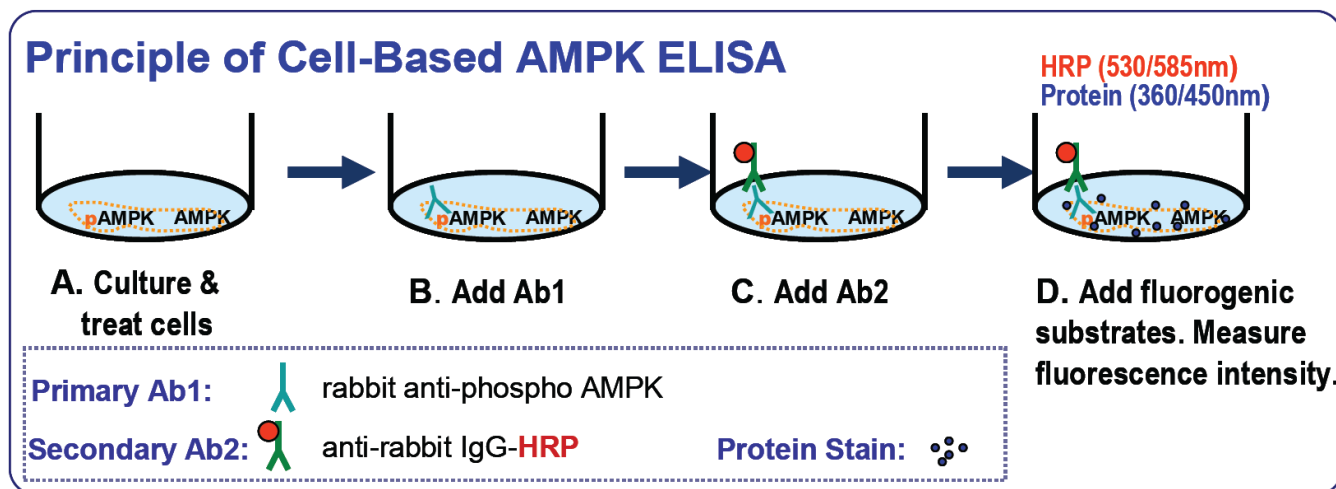 Principle of Cell-Based AMPK ELISA
HRP (530/585nm)
Protein (360/450nm)
pAMPK AMPK
pAMPK AMPK
pAMPK AMPK
pAMPK AMPK
A. Culture &
treat cells
B. Add Ab1
C. Add Ab2
D. Add fluorogenic
substrates. Measure
fluorescence intensity.
Primary Ab1: rabbit anti-phospho AMPK
Secondary Ab2: anti-rabbit IgG-HRP Protein Stain: